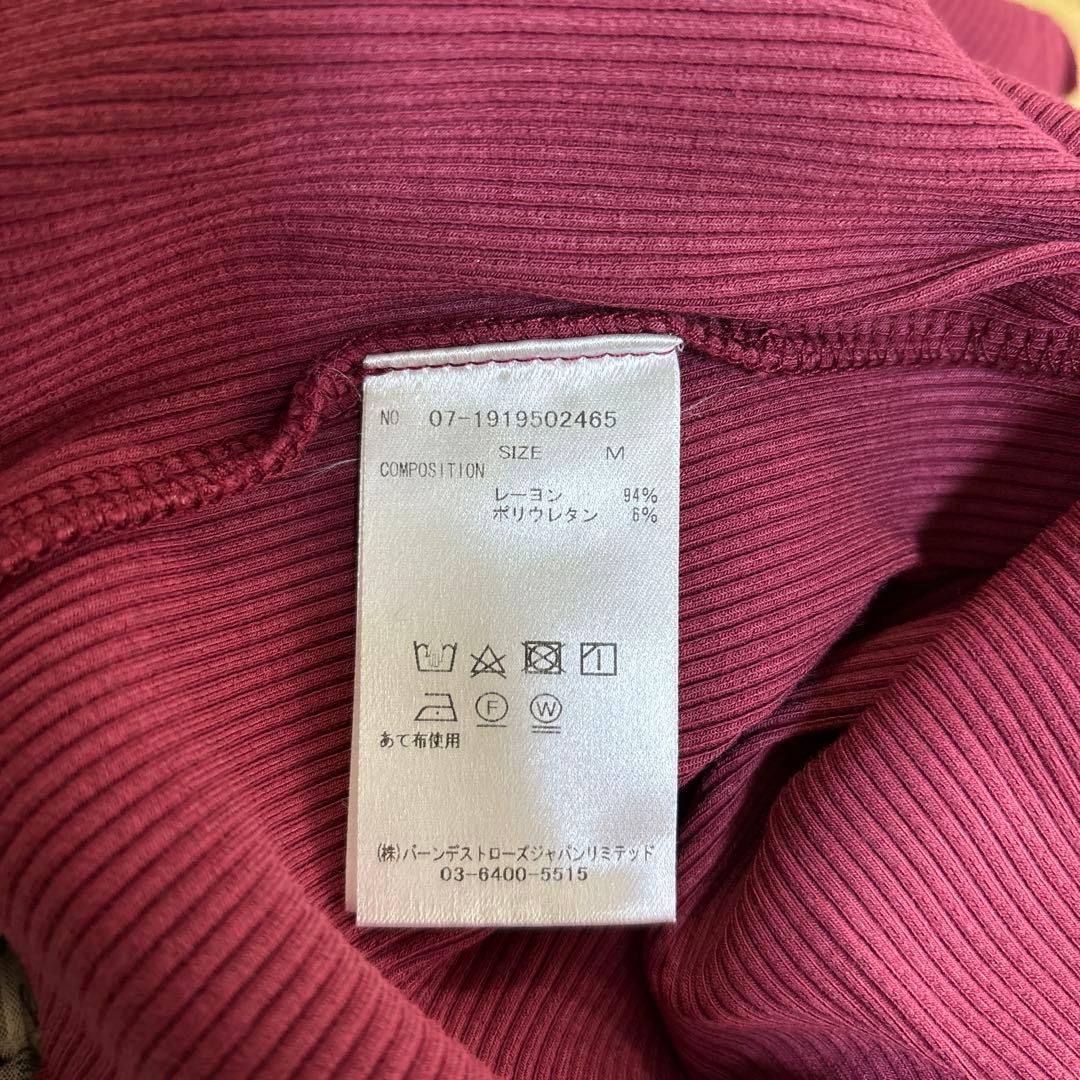 NO 07-1919502465
SIZE M
COMPOSITION
レーヨン 94%
ポリウレタン 6%
F W
あて布使用
(株)バーンデストローズジャパンリミテッド
03-6400-5515